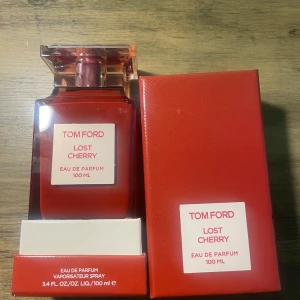 TOM FORD
LOST
CHERRY
EAU DE PARFUM
100 ML
EAU DE PARFUM
VAPORISATEUR SPRAY
3.4 FL. OZ./OZ. LIQ./100 ml ℮
TOM FORD
LOST
CHERRY
EAU DE PARFUM
100 ML